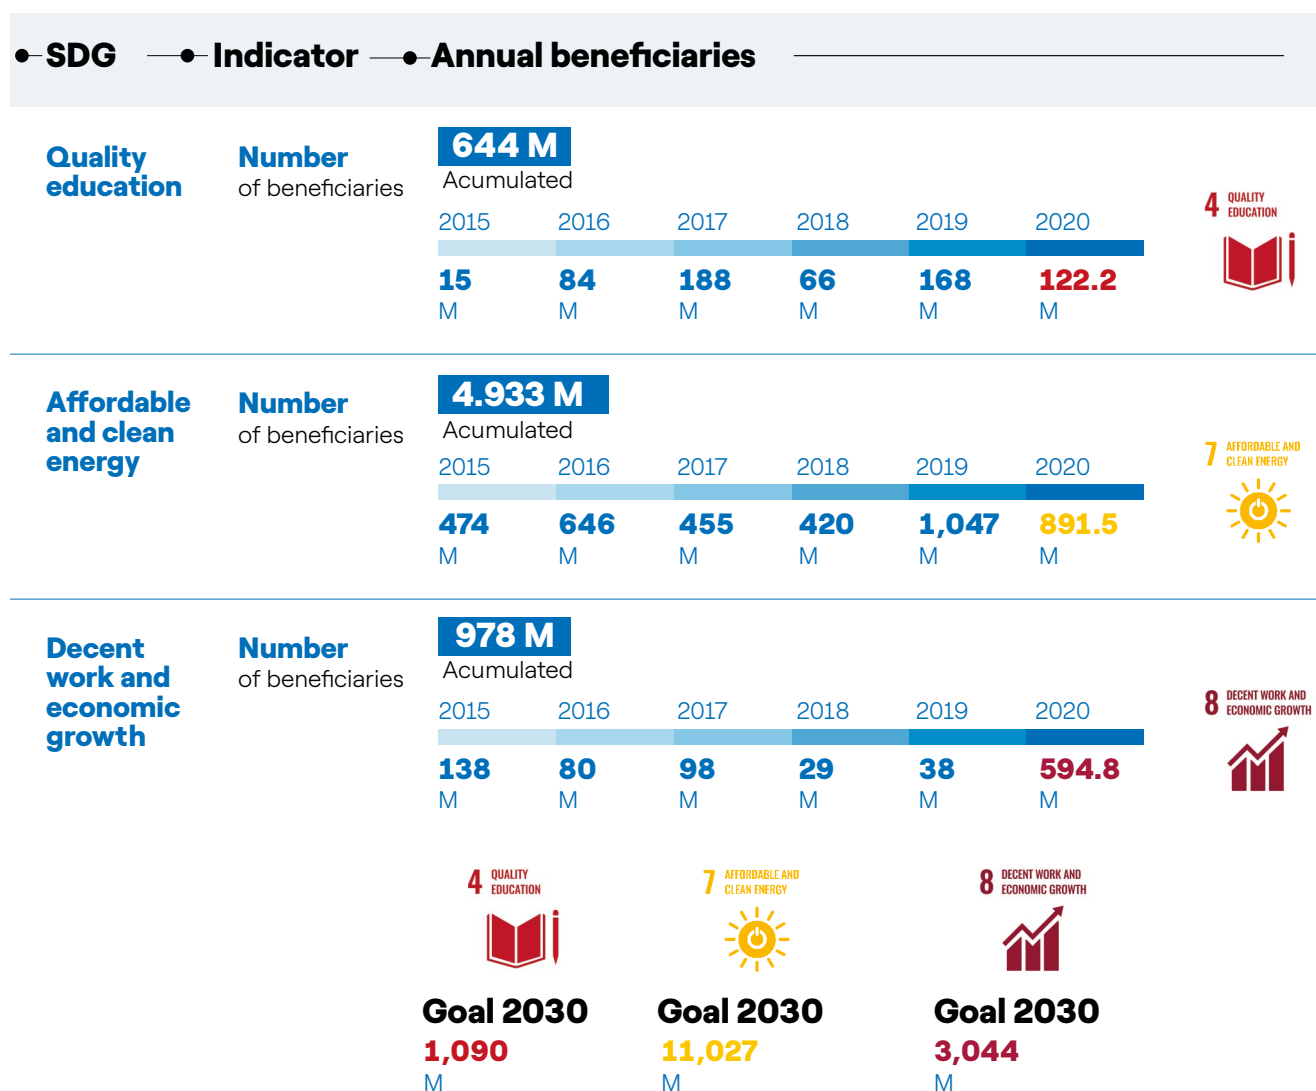 SDG Indicator Annual beneficiaries
Quality
education
Number
of beneficiaries
644 M
Acumulated
2015 2016 2017 2018 2019 2020
15 84 188 66 168 122.2
M M M M M M
4 QUALITY
EDUCATION
Affordable
and clean
energy
Number
of beneficiaries
4.933 M
Acumulated
2015 2016 2017 2018 2019 2020
474 646 455 420 1,047 891.5
M M M M M M
7 AFFORDABLE AND
CLEAN ENERGY
Decent
work and
economic
growth
Number
of beneficiaries
978 M
Acumulated
2015 2016 2017 2018 2019 2020
138 80 98 29 38 594.8
M M M M M M
8 DECENT WORK AND
ECONOMIC GROWTH
4 QUALITY
EDUCATION
Goal 2030
1,090
M
7 AFFORDABLE AND
CLEAN ENERGY
Goal 2030
11,027
M
8 DECENT WORK AND
ECONOMIC GROWTH
Goal 2030
3,044
M